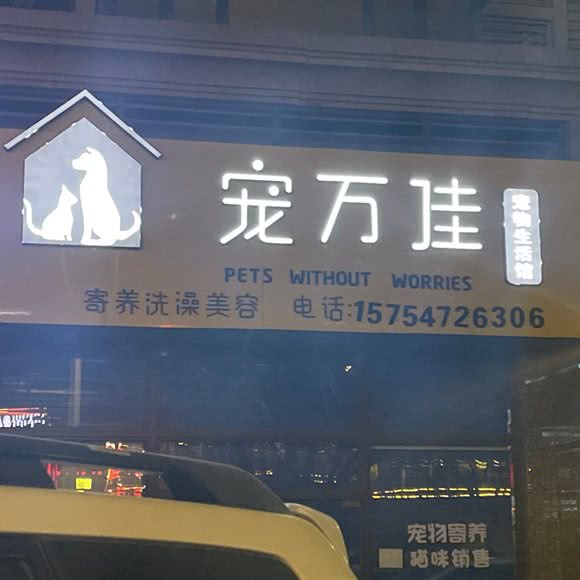 宠万佳
宠物生活馆
PETS WITHOUT WORRIES
寄养洗澡美容 电话:15754726306
宠物寄养
猫咪销售